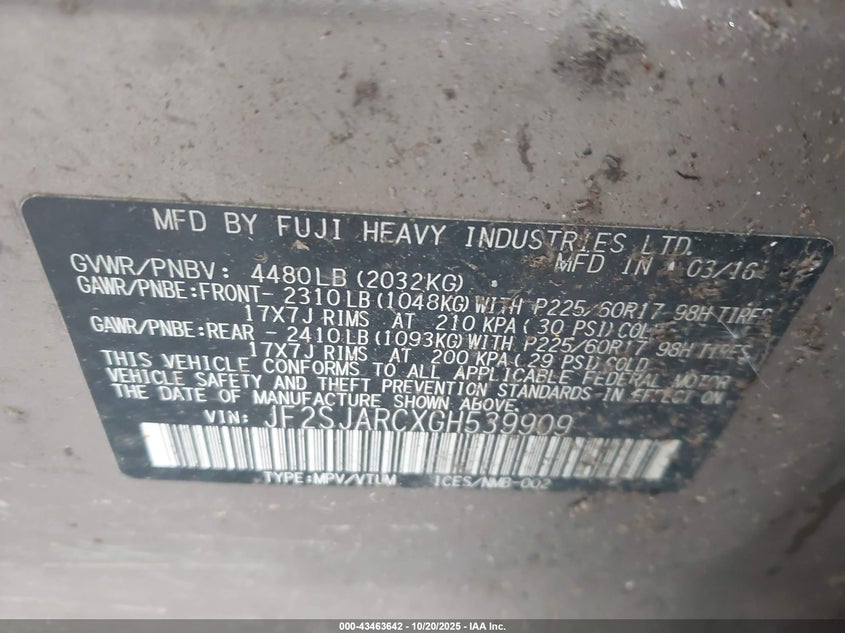 MFD BY FUJI HEAVY INDUSTRIES LTD.
MFD IN 03/16
GVWR/PNBV: 4480LB (2032KG)
GAWR/PNBE:FRONT- 2310LB (1048KG) WITH P225/60R17 98H TIRES
17X7J RIMS AT 210 KPA (30 PSI) COLD
GAWR/PNBE:REAR - 2410LB (1093KG) WITH P225/60R17 98H TIRES
17X7J RIMS AT 200 KPA (29 PSI) COLD
THIS VEHICLE CONFORMS TO ALL APPLICABLE FEDERAL MOTOR
VEHICLE SAFETY AND THEFT PREVENTION STANDARDS IN EFFECT ON
THE DATE OF MANUFACTURE SHOWN ABOVE.
VIN: JF2SJARCXGH539909
TYPE:MPV/VTUM ICES/NMB-002
000-43463642 - 10/20/2025 - IAA Inc.